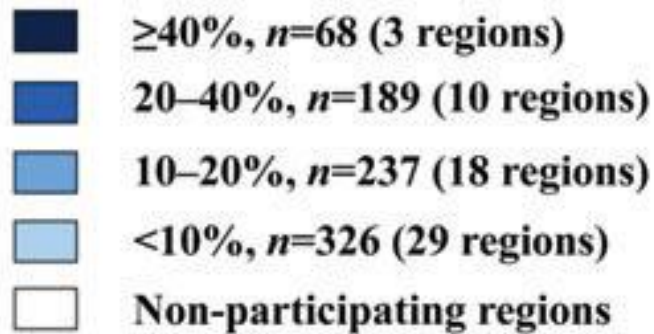 ≥40%, n=68 (3 regions)
20–40%, n=189 (10 regions)
10–20%, n=237 (18 regions)
<10%, n=326 (29 regions)
Non-participating regions